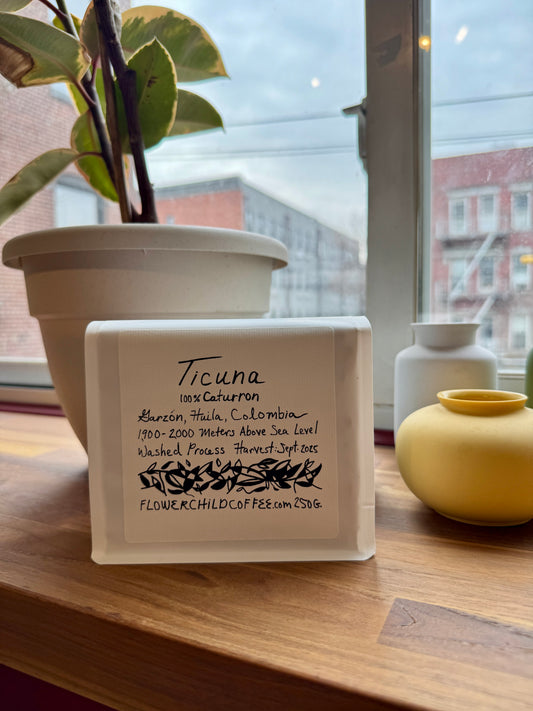 Ticuna
100% Caturron
Garzón, Huila, Colombia
1900-2000 Meters Above Sea Level
Washed Process Harvest: Sept. 2025
FLOWERCHILDCOFFEE.com 250G.